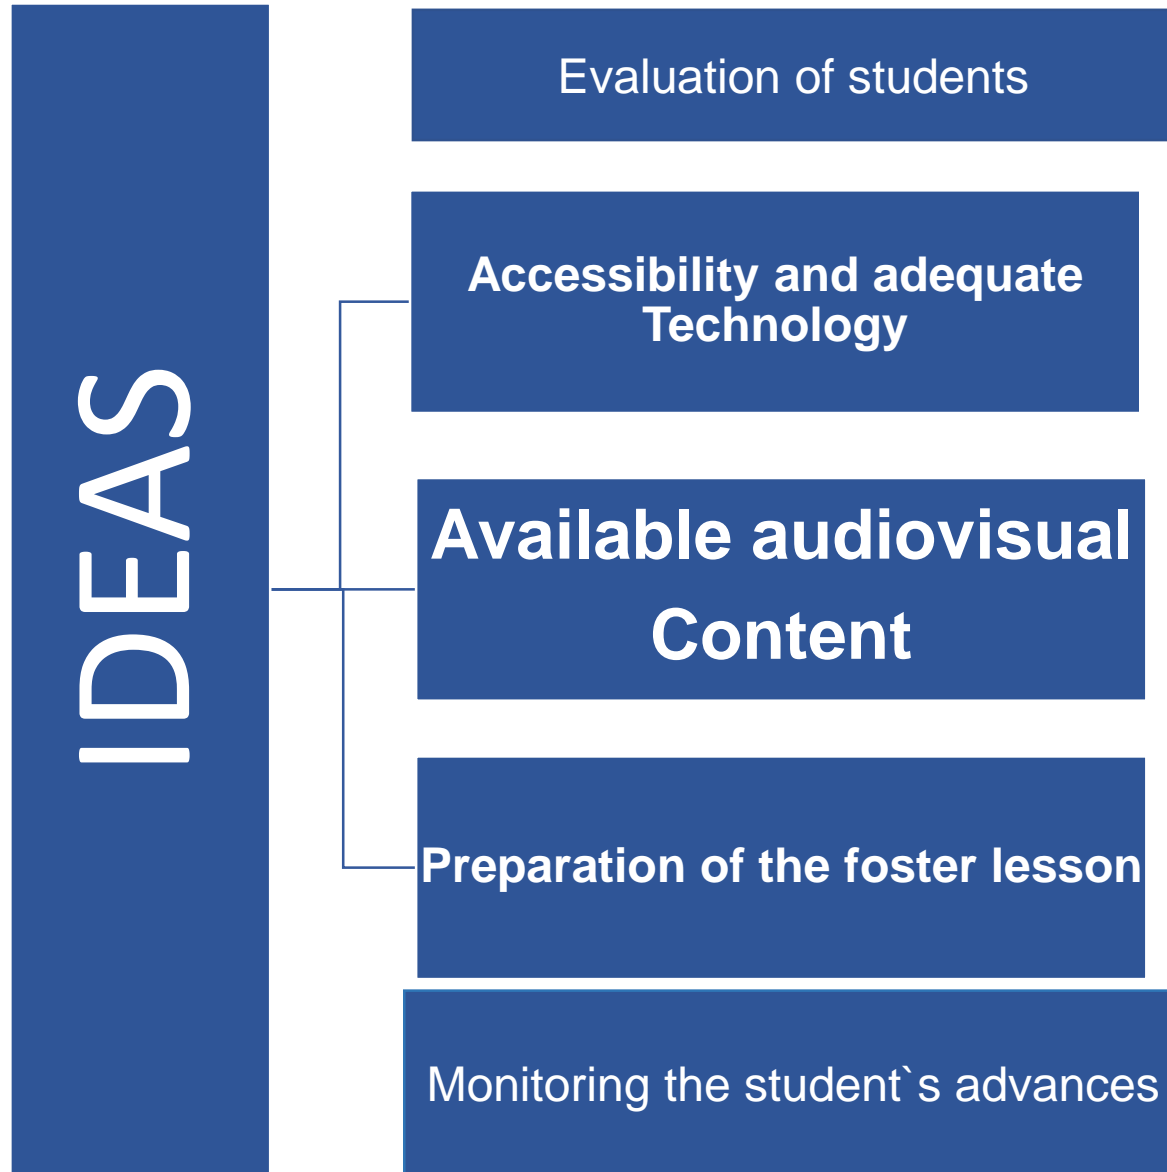 IDEAS
Evaluation of students
Accessibility and adequate
Technology
Available audiovisual
Content
Preparation of the foster lesson
Monitoring the student`s advances